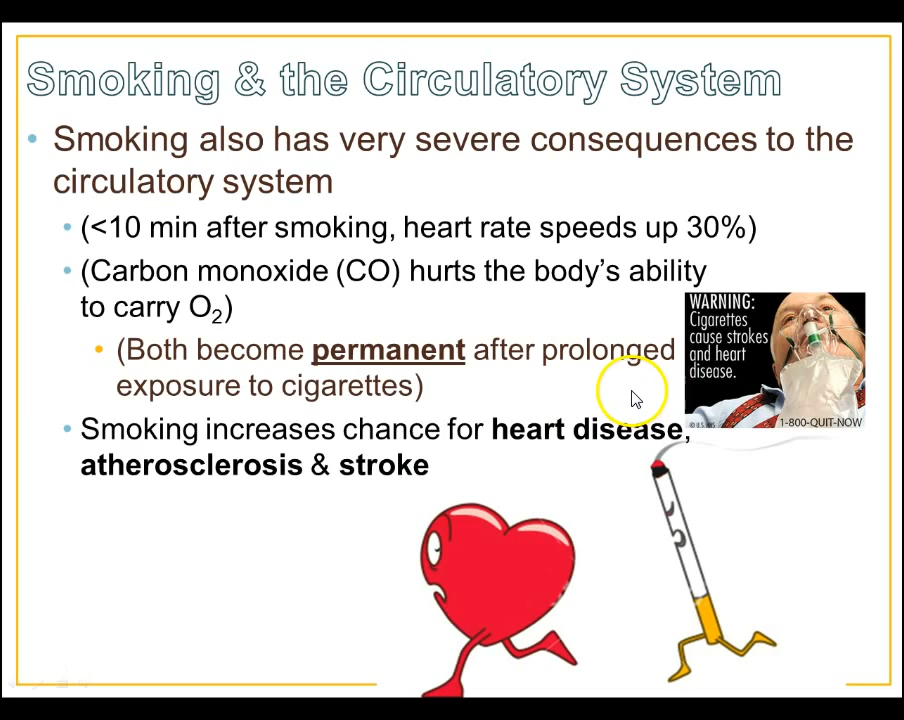 Smoking & the Circulatory System
• Smoking also has very severe consequences to the
circulatory system
• (<10 min after smoking, heart rate speeds up 30%)
• (Carbon monoxide (CO) hurts the body’s ability
to carry O₂)
• (Both become permanent after prolonged
exposure to cigarettes)
• Smoking increases chance for heart disease,
atherosclerosis & stroke
WARNING:
Cigarettes
cause strokes
and heart
disease.
© U.S. HHS
1-800-QUIT-NOW